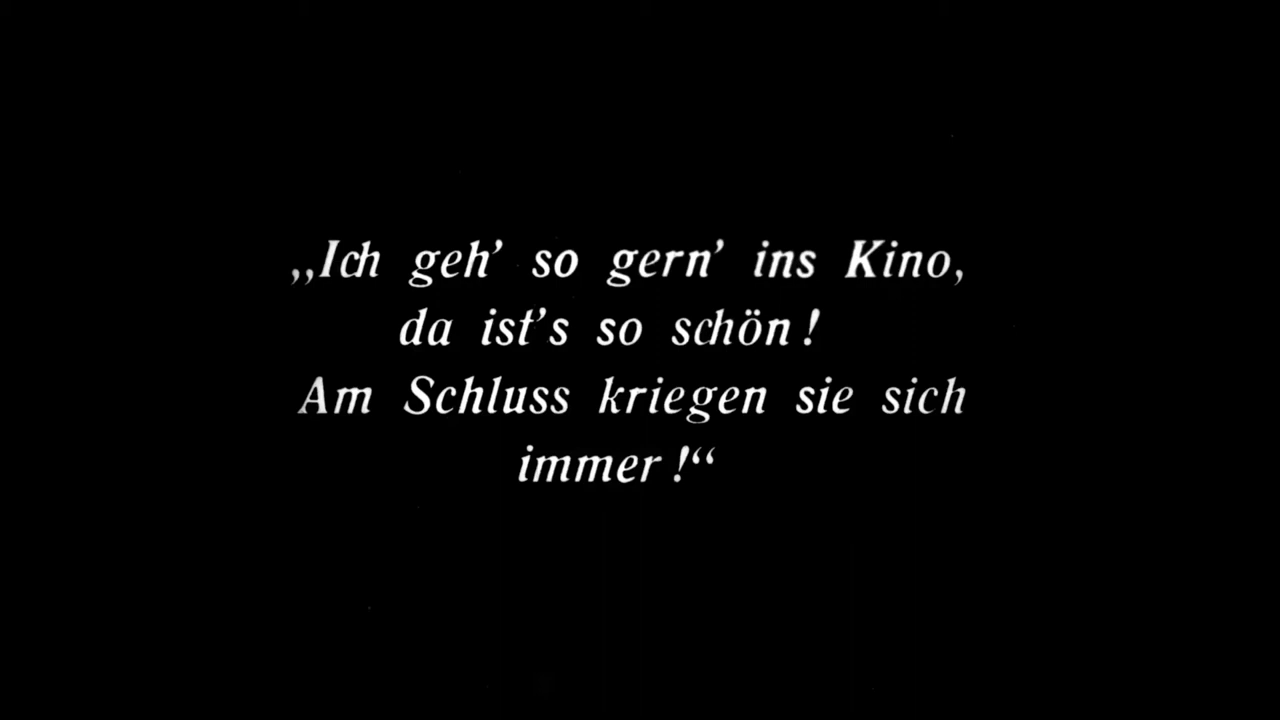 „Ich geh’ so gern’ ins Kino,
da ist’s so schön!
Am Schluss kriegen sie sich
immer!“